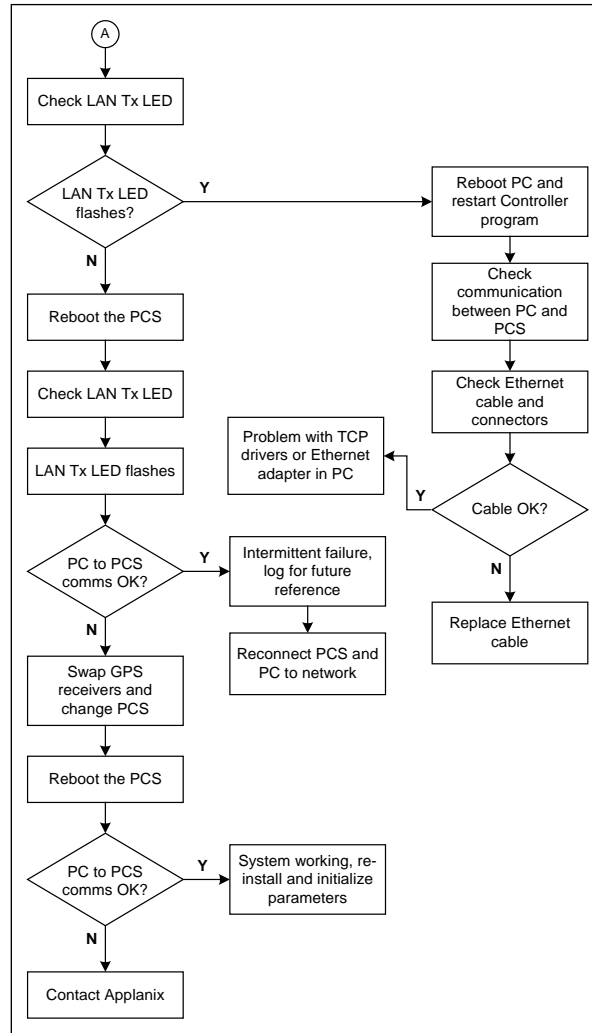 A
Check LAN Tx LED
LAN Tx LED
flashes?
Y
N
Reboot PC and
restart Controller
program
Check
communication
between PC and
PCS
Reboot the PCS
Check LAN Tx LED
Check Ethernet
cable and
connectors
Problem with TCP
drivers or Ethernet
adapter in PC
LAN Tx LED flashes
Y
Cable OK?
N
Replace Ethernet
cable
PC to PCS
comms OK?
Y
N
Intermittent failure,
log for future
reference
Reconnect PCS and
PC to network
Swap GPS
receivers and
change PCS
Reboot the PCS
PC to PCS
comms OK?
Y
N
System working, re-
install and initialize
parameters
Contact Applanix